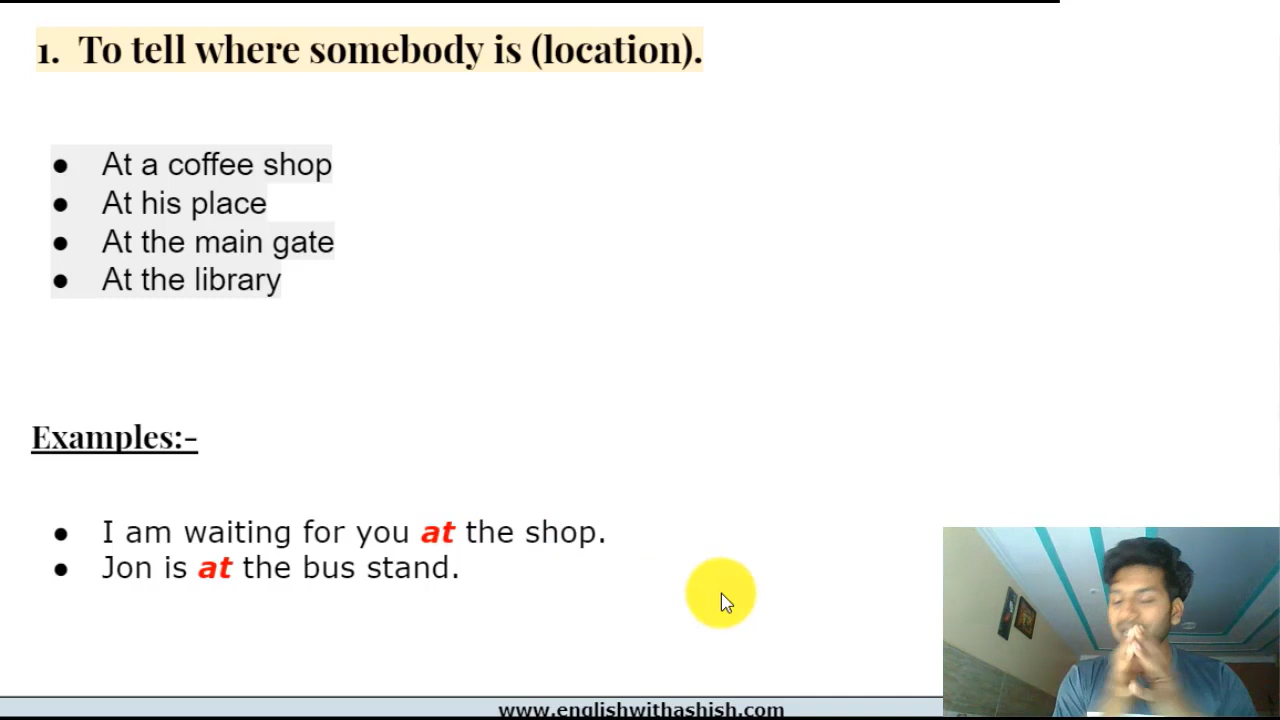 1. To tell where somebody is (location).
● At a coffee shop
● At his place
● At the main gate
● At the library
Examples:-
● I am waiting for you at the shop.
● Jon is at the bus stand.
www.englishwithashish.com